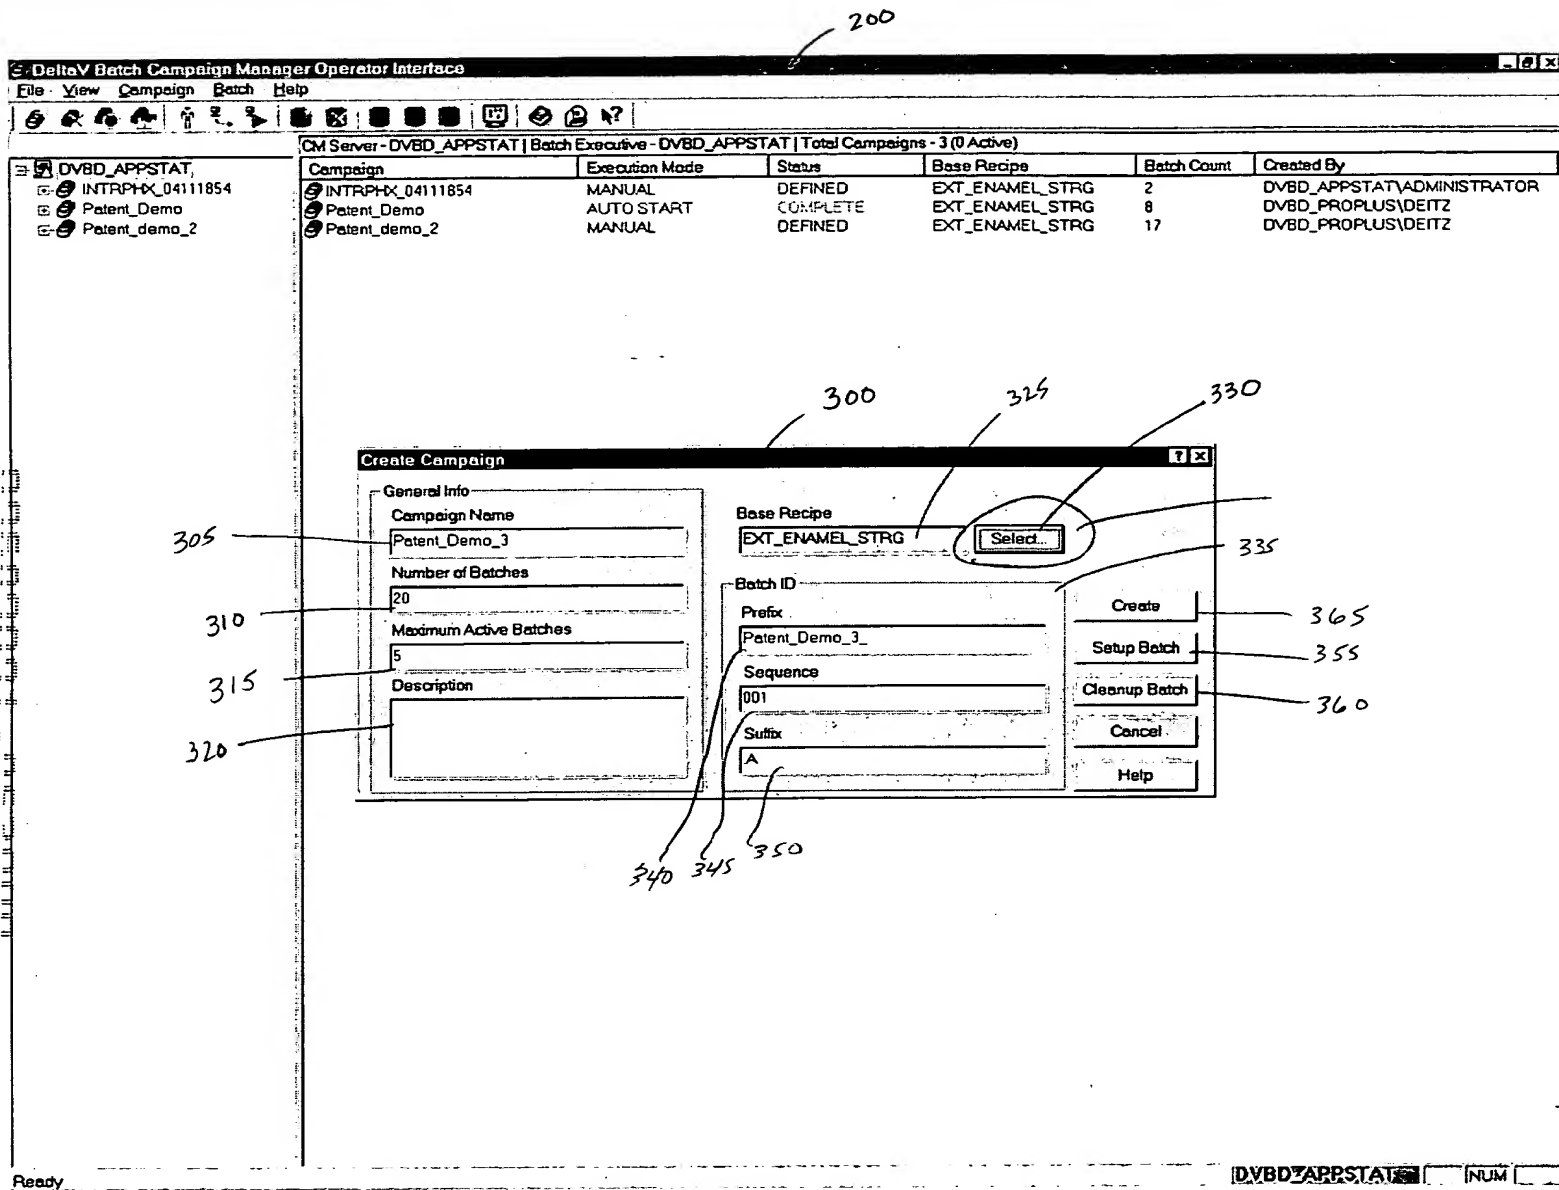 200
DeltaV Batch Campaign Manager Operator Interface
File View Campaign Batch Help
CM Server - DVBD_APPSTAT | Batch Executive - DVBD_APPSTAT | Total Campaigns - 3 (0 Active)
DVBD_APPSTAT
INTRPHX_04111854
Patent_Demo
Patent_demo_2
Campaign Execution Mode Status Base Recipe Batch Count Created By
INTRPHX_04111854 MANUAL DEFINED EXT_ENAMEL_STRG 2 DVBD_APPSTAT\ADMINISTRATOR
Patent_Demo AUTO START COMPLETE EXT_ENAMEL_STRG 8 DVBD_PROPLUS\DEITZ
Patent_demo_2 MANUAL DEFINED EXT_ENAMEL_STRG 17 DVBD_PROPLUS\DEITZ
300 325 330
Create Campaign
General Info
Campaign Name
305
Patent_Demo_3
Number of Batches
310
20
Maximum Active Batches
315
5
Description
320
Base Recipe
EXT_ENAMEL_STRG Select...
335
Batch ID
Prefix
Patent_Demo_3_
Sequence
001
Suffix
A
Create 365
Setup Batch 355
Cleanup Batch 360
Cancel
Help
340 345 350
Ready DVBD_APPSTAT NUM